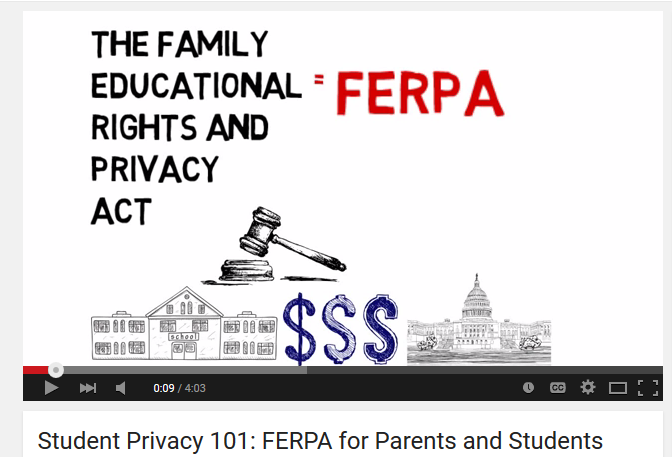 THE FAMILY
EDUCATIONAL = FERPA
RIGHTS AND
PRIVACY
ACT
school
$$$
0:09 / 4:03
CC
Student Privacy 101: FERPA for Parents and Students